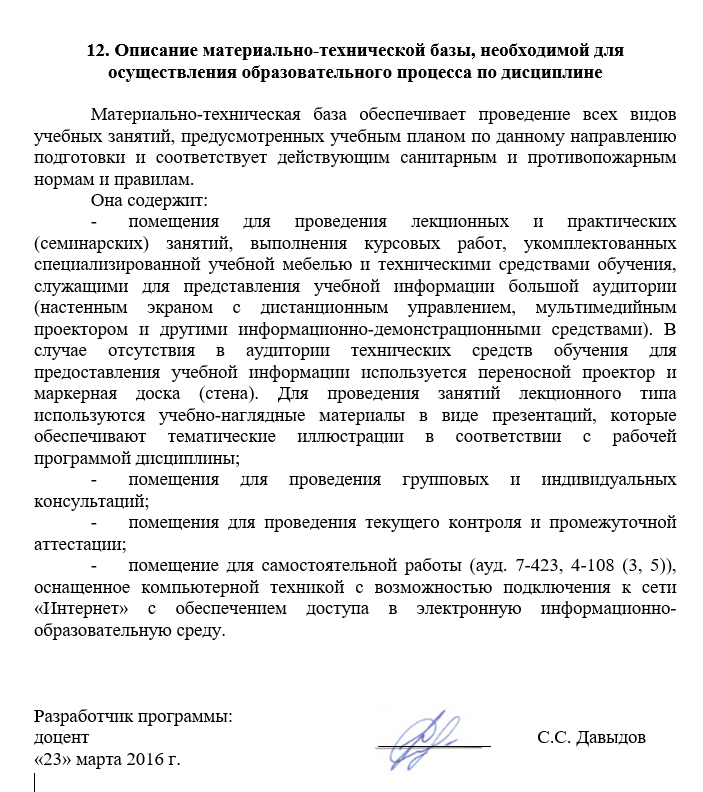 12. Описание материально-технической базы, необходимой для
осуществления образовательного процесса по дисциплине
Материально-техническая база обеспечивает проведение всех видов
учебных занятий, предусмотренных учебным планом по данному направлению
подготовки и соответствует действующим санитарным и противопожарным
нормам и правилам.
Она содержит:
- помещения для проведения лекционных и практических
(семинарских) занятий, выполнения курсовых работ, укомплектованных
специализированной учебной мебелью и техническими средствами обучения,
служащими для представления учебной информации большой аудитории
(настенным экраном с дистанционным управлением, мультимедийным
проектором и другими информационно-демонстрационными средствами). В
случае отсутствия в аудитории технических средств обучения для
предоставления учебной информации используется переносной проектор и
маркерная доска (стена). Для проведения занятий лекционного типа
используются учебно-наглядные материалы в виде презентаций, которые
обеспечивают тематические иллюстрации в соответствии с рабочей
программой дисциплины;
- помещения для проведения групповых и индивидуальных
консультаций;
- помещения для проведения текущего контроля и промежуточной
аттестации;
- помещение для самостоятельной работы (ауд. 7-423, 4-108 (3, 5)),
оснащенное компьютерной техникой с возможностью подключения к сети
«Интернет» с обеспечением доступа в электронную информационно-
образовательную среду.
Разработчик программы:
доцент С.С. Давыдов
«23» марта 2016 г.